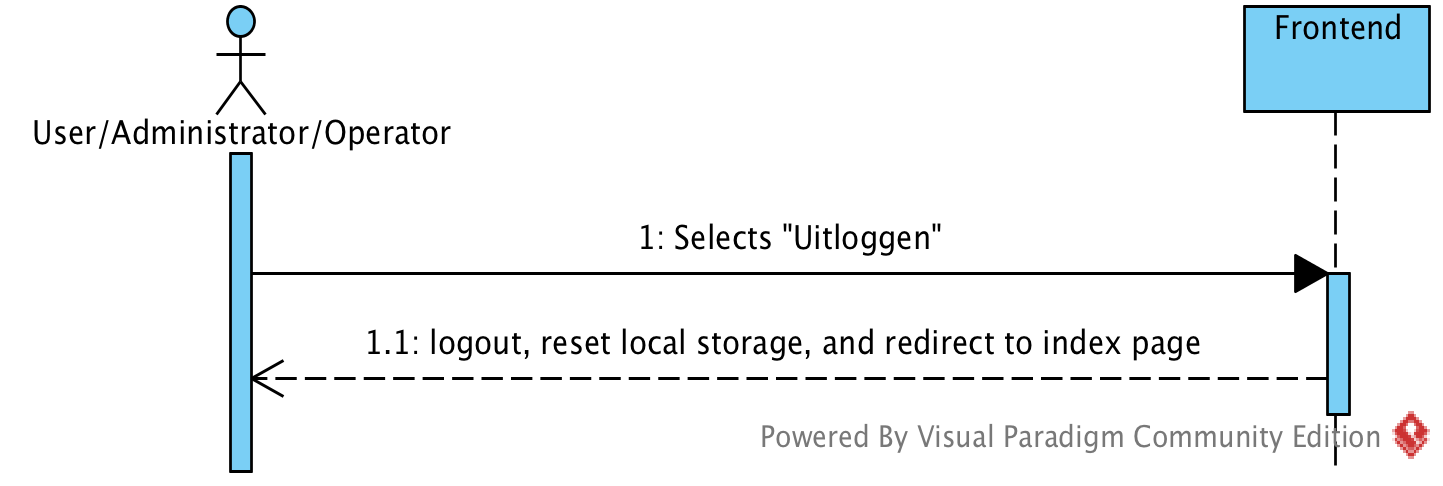 Frontend
User/Administrator/Operator
1: Selects "Uitloggen"
1.1: logout, reset local storage, and redirect to index page
Powered By Visual Paradigm Community Edition